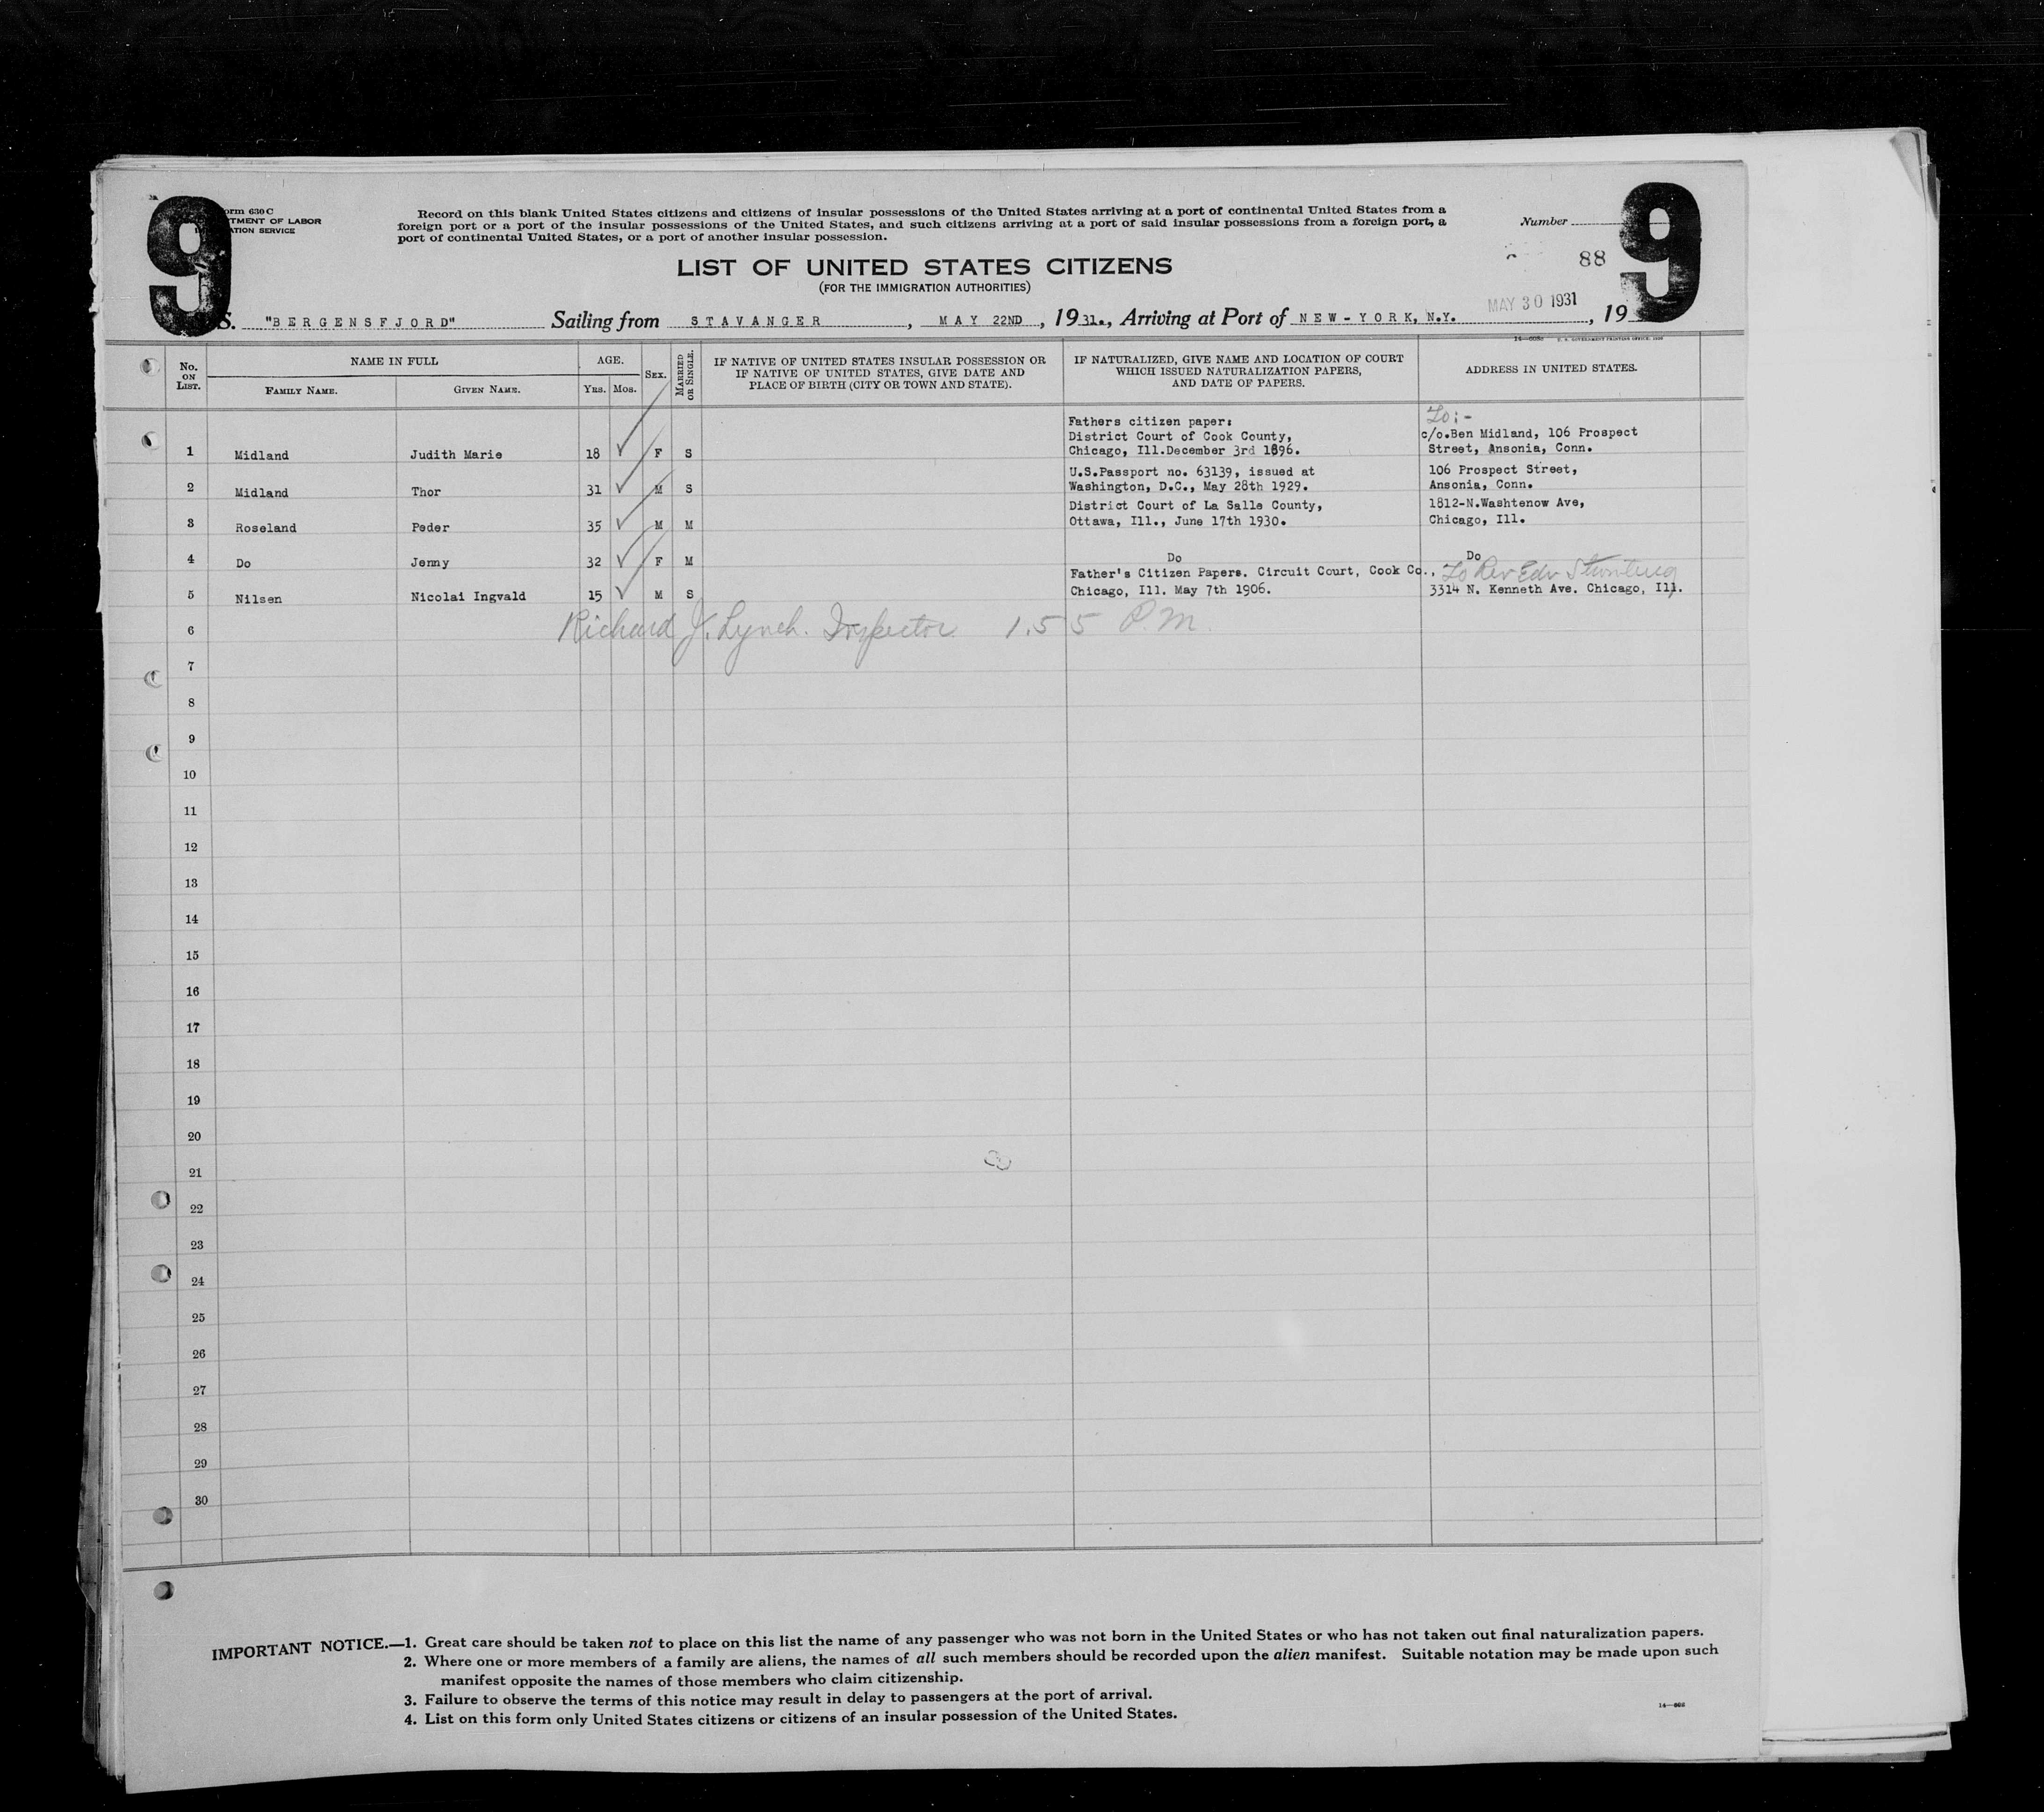 9
9
Form 630 C
DEPARTMENT OF LABOR
IMMIGRATION SERVICE
Record on this blank United States citizens and citizens of insular possessions of the United States arriving at a port of continental United States from a
foreign port or a port of the insular possessions of the United States, and such citizens arriving at a port of said insular possessions from a foreign port, a
port of continental United States, or a port of another insular possession.
Number
88
LIST OF UNITED STATES CITIZENS
(FOR THE IMMIGRATION AUTHORITIES)
S. "BERGENSFJORD" Sailing from STAVANGER, MAY 22ND, 1931., Arriving at Port of NEW-YORK, N.Y. MAY 30 1931, 19
No. ON LIST. NAME IN FULL AGE. SEX. MARRIED OR SINGLE. IF NATIVE OF UNITED STATES INSULAR POSSESSION OR IF NATIVE OF UNITED STATES, GIVE DATE AND PLACE OF BIRTH (CITY OR TOWN AND STATE). IF NATURALIZED, GIVE NAME AND LOCATION OF COURT WHICH ISSUED NATURALIZATION PAPERS, AND DATE OF PAPERS. ADDRESS IN UNITED STATES.
FAMILY NAME. GIVEN NAME. YRS. MOS.
To:-
Fathers citizen paper: c/o.Ben Midland, 106 Prospect
District Court of Cook County, Street, Ansonia, Conn.
1 Midland Judith Marie 18 ✓ F S Chicago, Ill.December 3rd 1896.
U.S.Passport no. 63139, issued at 106 Prospect Street,
2 Midland Thor 31 ✓ M S Washington, D.C., May 28th 1929. Ansonia, Conn.
District Court of La Salle County, 1812-N.Washtenow Ave,
3 Roseland Peder 35 ✓ M M Ottawa, Ill., June 17th 1930. Chicago, Ill.
4 Do Jenny 32 ✓ F M Do Do
Father's Citizen Papers. Circuit Court, Cook Co., To Rev Edv
5 Nilsen Nicolai Ingvald 15 ✓ M S Chicago, Ill. May 7th 1906. 3314 N. Kenneth Ave. Chicago, Ill.
6 Richard J. Lynch. Inspector 1.55 P.M.
7
8
9
10
11
12
13
14
15
16
17
18
19
20
21
22
23
24
25
26
27
28
29
30
IMPORTANT NOTICE.—1. Great care should be taken not to place on this list the name of any passenger who was not born in the United States or who has not taken out final naturalization papers.
2. Where one or more members of a family are aliens, the names of all such members should be recorded upon the alien manifest. Suitable notation may be made upon such
manifest opposite the names of those members who claim citizenship.
3. Failure to observe the terms of this notice may result in delay to passengers at the port of arrival.
4. List on this form only United States citizens or citizens of an insular possession of the United States.